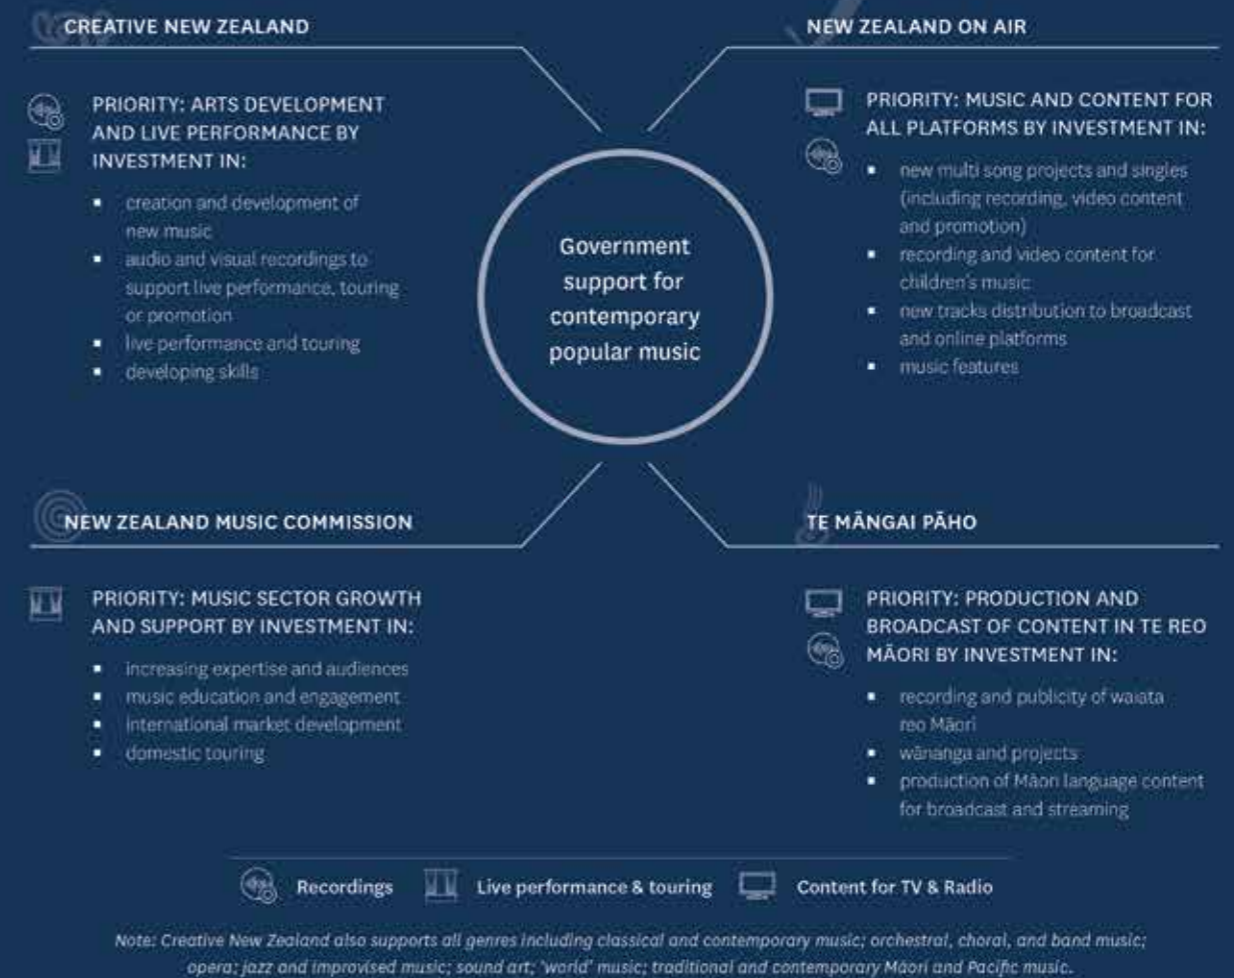 CREATIVE NEW ZEALAND
PRIORITY: ARTS DEVELOPMENT
AND LIVE PERFORMANCE BY
INVESTMENT IN:
▪ creation and development of
new music
▪ audio and visual recordings to
support live performance, touring
or promotion
▪ live performance and touring
▪ developing skills
NEW ZEALAND ON AIR
PRIORITY: MUSIC AND CONTENT FOR
ALL PLATFORMS BY INVESTMENT IN:
▪ new multi song projects and singles
(including recording, video content
and promotion)
▪ recording and video content for
children's music
▪ new tracks distribution to broadcast
and online platforms
▪ music features
Government
support for
contemporary
popular music
NEW ZEALAND MUSIC COMMISSION
PRIORITY: MUSIC SECTOR GROWTH
AND SUPPORT BY INVESTMENT IN:
▪ increasing expertise and audiences
▪ music education and engagement
▪ international market development
▪ domestic touring
TE MĀNGAI PĀHO
PRIORITY: PRODUCTION AND
BROADCAST OF CONTENT IN TE REO
MĀORI BY INVESTMENT IN:
▪ recording and publicity of waiata
reo Māori
▪ wānanga and projects
▪ production of Māori language content
for broadcast and streaming
Recordings
Live performance & touring
Content for TV & Radio
Note: Creative New Zealand also supports all genres including classical and contemporary music; orchestral, choral, and band music;
opera; jazz and improvised music; sound art; 'world' music; traditional and contemporary Māori and Pacific music.